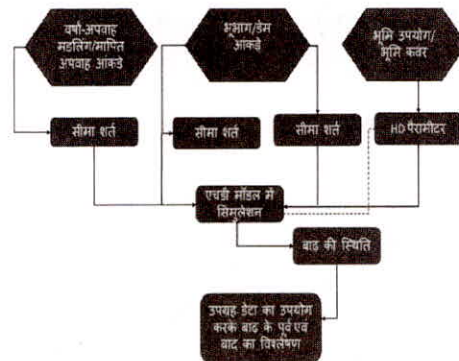 वर्षा-अपवाह
मडलिंग/मापित
अपवाह आंकडे
भूभाग/डेम
आंकड़े
भूमि उपयोग/
भूमि कवर
सीमा शर्त
सीमा शर्त
सीमा शर्त
HD पैरामीटर
एचडी मॉडल में
सिमुलेशन
बाढ की स्थिति
उपग्रह डेटा का उपयोग
करके बाढ के पूर्व एवं
बाद का विश्लेषण